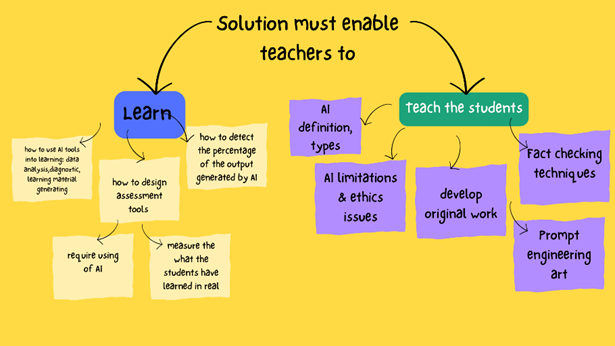 Solution must enable
teachers to
Learn
Teach the students
how to use AI tools
into learning: data
analysis,diagnostic,
learning material
generating
how to design
assessment
tools
how to detect
the percentage
of the output
generated by AI
require using
of AI
measure the
what the
students have
learned in real
AI
definition,
types
AI limitations
& ethics
issues
develop
original work
Fact checking
techniques
Prompt
engineering
art